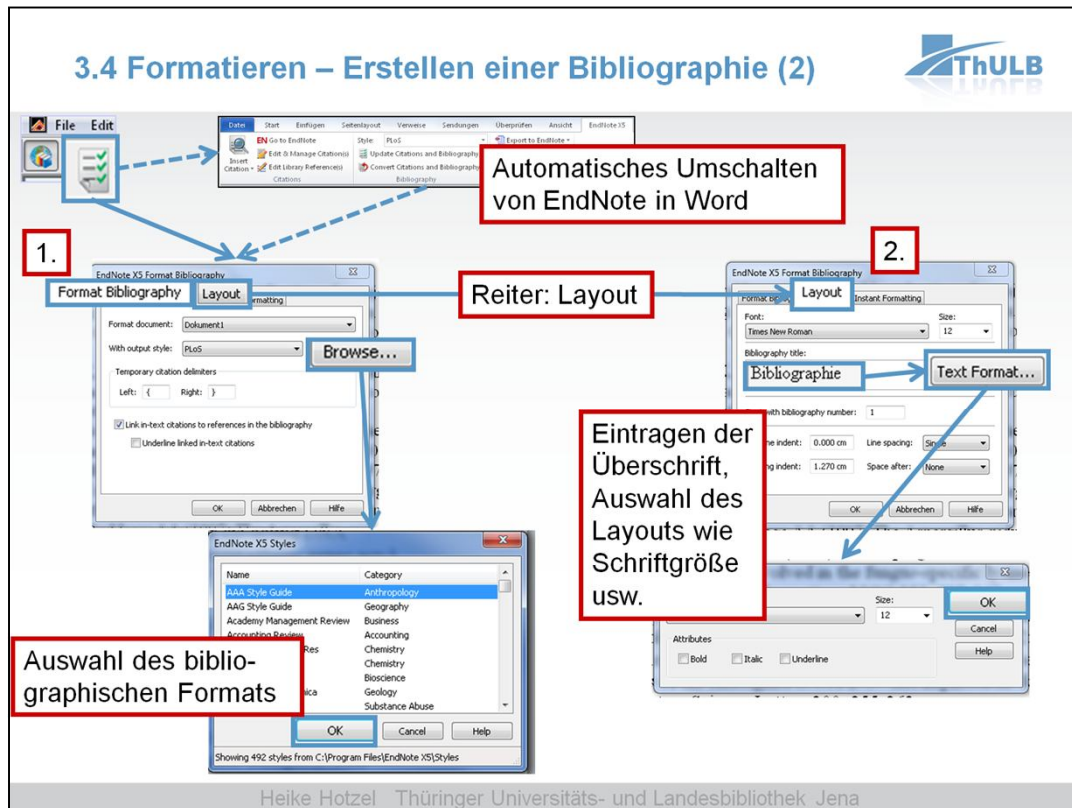 3.4 Formatieren – Erstellen einer Bibliographie (2)
ThULB
File Edit
Datei Start Einfügen Seitenlayout Verweise Sendungen Überprüfen Ansicht EndNote X5
Insert
Citation
EN Go to EndNote
Edit & Manage Citation(s)
Edit Library Reference(s)
Citations
Style: PLoS
Update Citations and Bibliography
Convert Citations and Bibliography
Bibliography
Export to EndNote
Automatisches Umschalten
von EndNote in Word
1.
EndNote X5 Format Bibliography
Format Bibliography Layout
Format document: Dokument1
With output style: PLoS Browse...
Temporary citation delimiters
Left: { Right: }
Link in-text citations to references in the bibliography
Underline linked in-text citations
OK Abbrechen Hilfe
Reiter: Layout
2.
EndNote X5 Format Bibliography
Layout
Instant Formatting
Font: Size:
Times New Roman 12
Bibliography title:
Bibliographie Text Format...
with bibliography number: 1
indent: 0.000 cm Line spacing:
indent: 1.270 cm Space after: None
OK Abbrechen Hilfe
Eintragen der
Überschrift,
Auswahl des
Layouts wie
Schriftgröße
usw.
EndNote X5 Styles
Name Category
AAA Style Guide Anthropology
AAG Style Guide Geography
Academy Management Review Business
Accounting Review Accounting
Res Chemistry
Chemistry
Bioscience
Geology
Substance Abuse
OK Cancel Help
Showing 492 styles from C:\Program Files\EndNote X5\Styles
Auswahl des biblio-
graphischen Formats
Size:
12
Attributes
Bold Italic Underline
OK
Cancel
Help
Heike Hotzel Thüringer Universitäts- und Landesbibliothek Jena